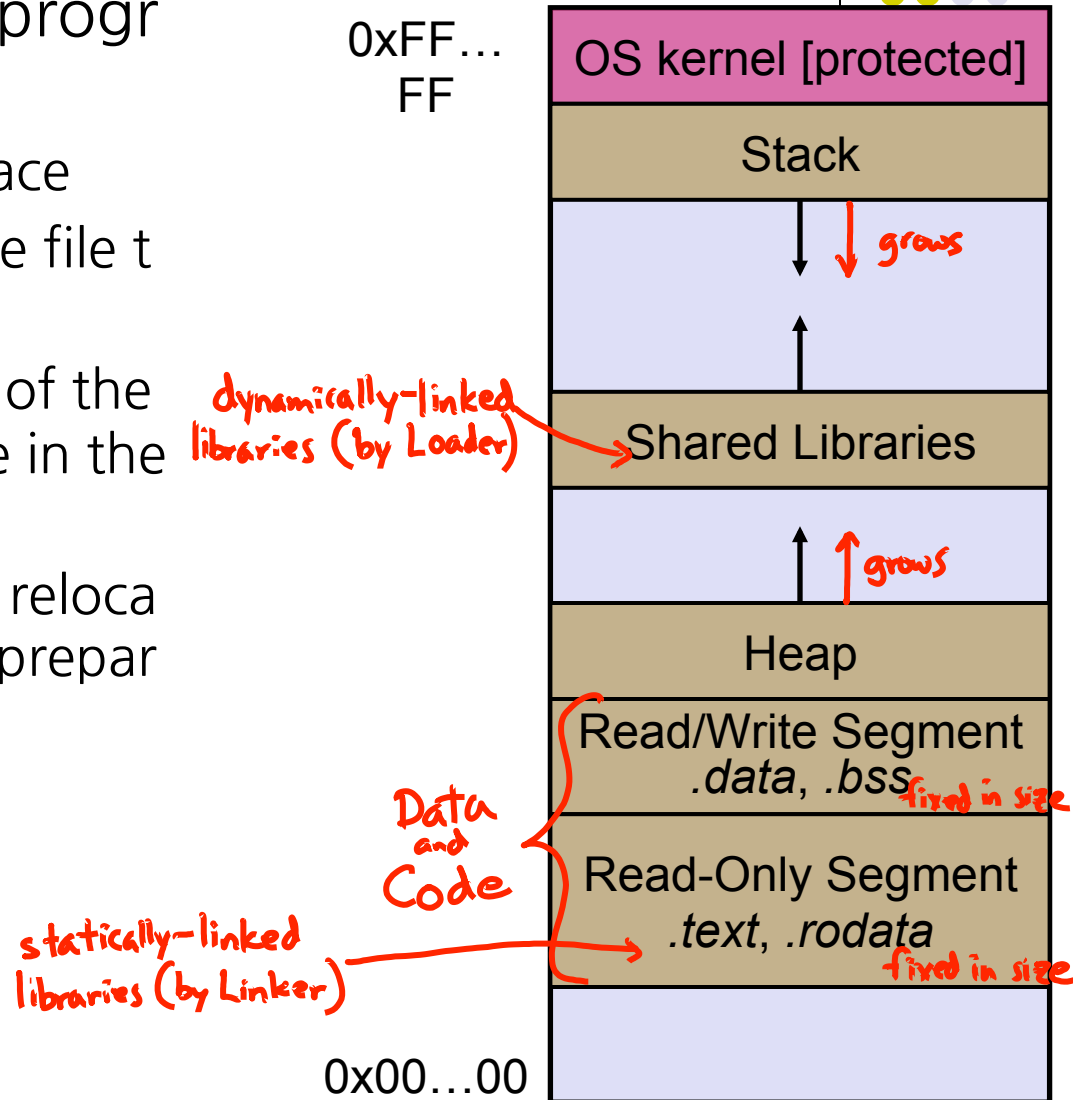 progr
0xFF...
FF
OS kernel [protected]
Stack
ace
e file t
grows
of the
e in the
dynamically-linked
libraries (by Loader)
Shared Libraries
grows
reloca
prepar
Heap
Read/Write Segment
.data, .bss
fixed in size
Data
and
Code
Read-Only Segment
.text, .rodata
fixed in size
statically-linked
libraries (by Linker)
0x00...00